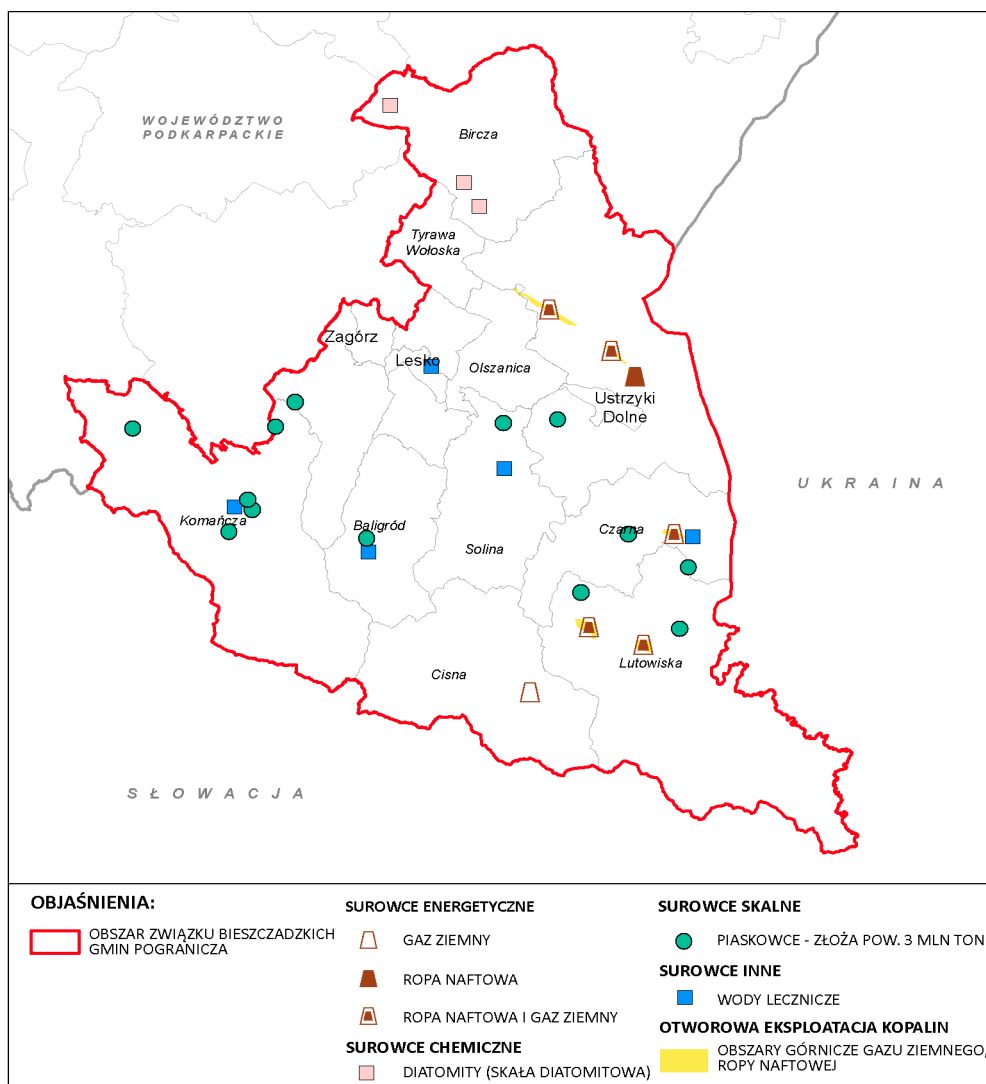 WOJEWÓDZTWO
PODKARPACKIE
Bircza
Tyrawa
Wołoska
Zagórz
Lesko
Olszanica
Ustrzyki
Dolne
UKRAINA
Komańcza
Baligród
Solina
Czarna
Cisna
Lutowiska
SŁOWACJA
OBJAŚNIENIA:
OBSZAR ZWIĄZKU BIESZCZADZKICH
GMIN POGRANICZA
SUROWCE ENERGETYCZNE
GAZ ZIEMNY
ROPA NAFTOWA
ROPA NAFTOWA I GAZ ZIEMNY
SUROWCE CHEMICZNE
DIATOMITY (SKAŁA DIATOMITOWA)
SUROWCE SKALNE
PIASKOWCE - ZŁOŻA POW. 3 MLN TON
SUROWCE INNE
WODY LECZNICZE
OTWOROWA EKSPLOATACJA KOPALIN
OBSZARY GÓRNICZE GAZU ZIEMNEGO,
ROPY NAFTOWEJ